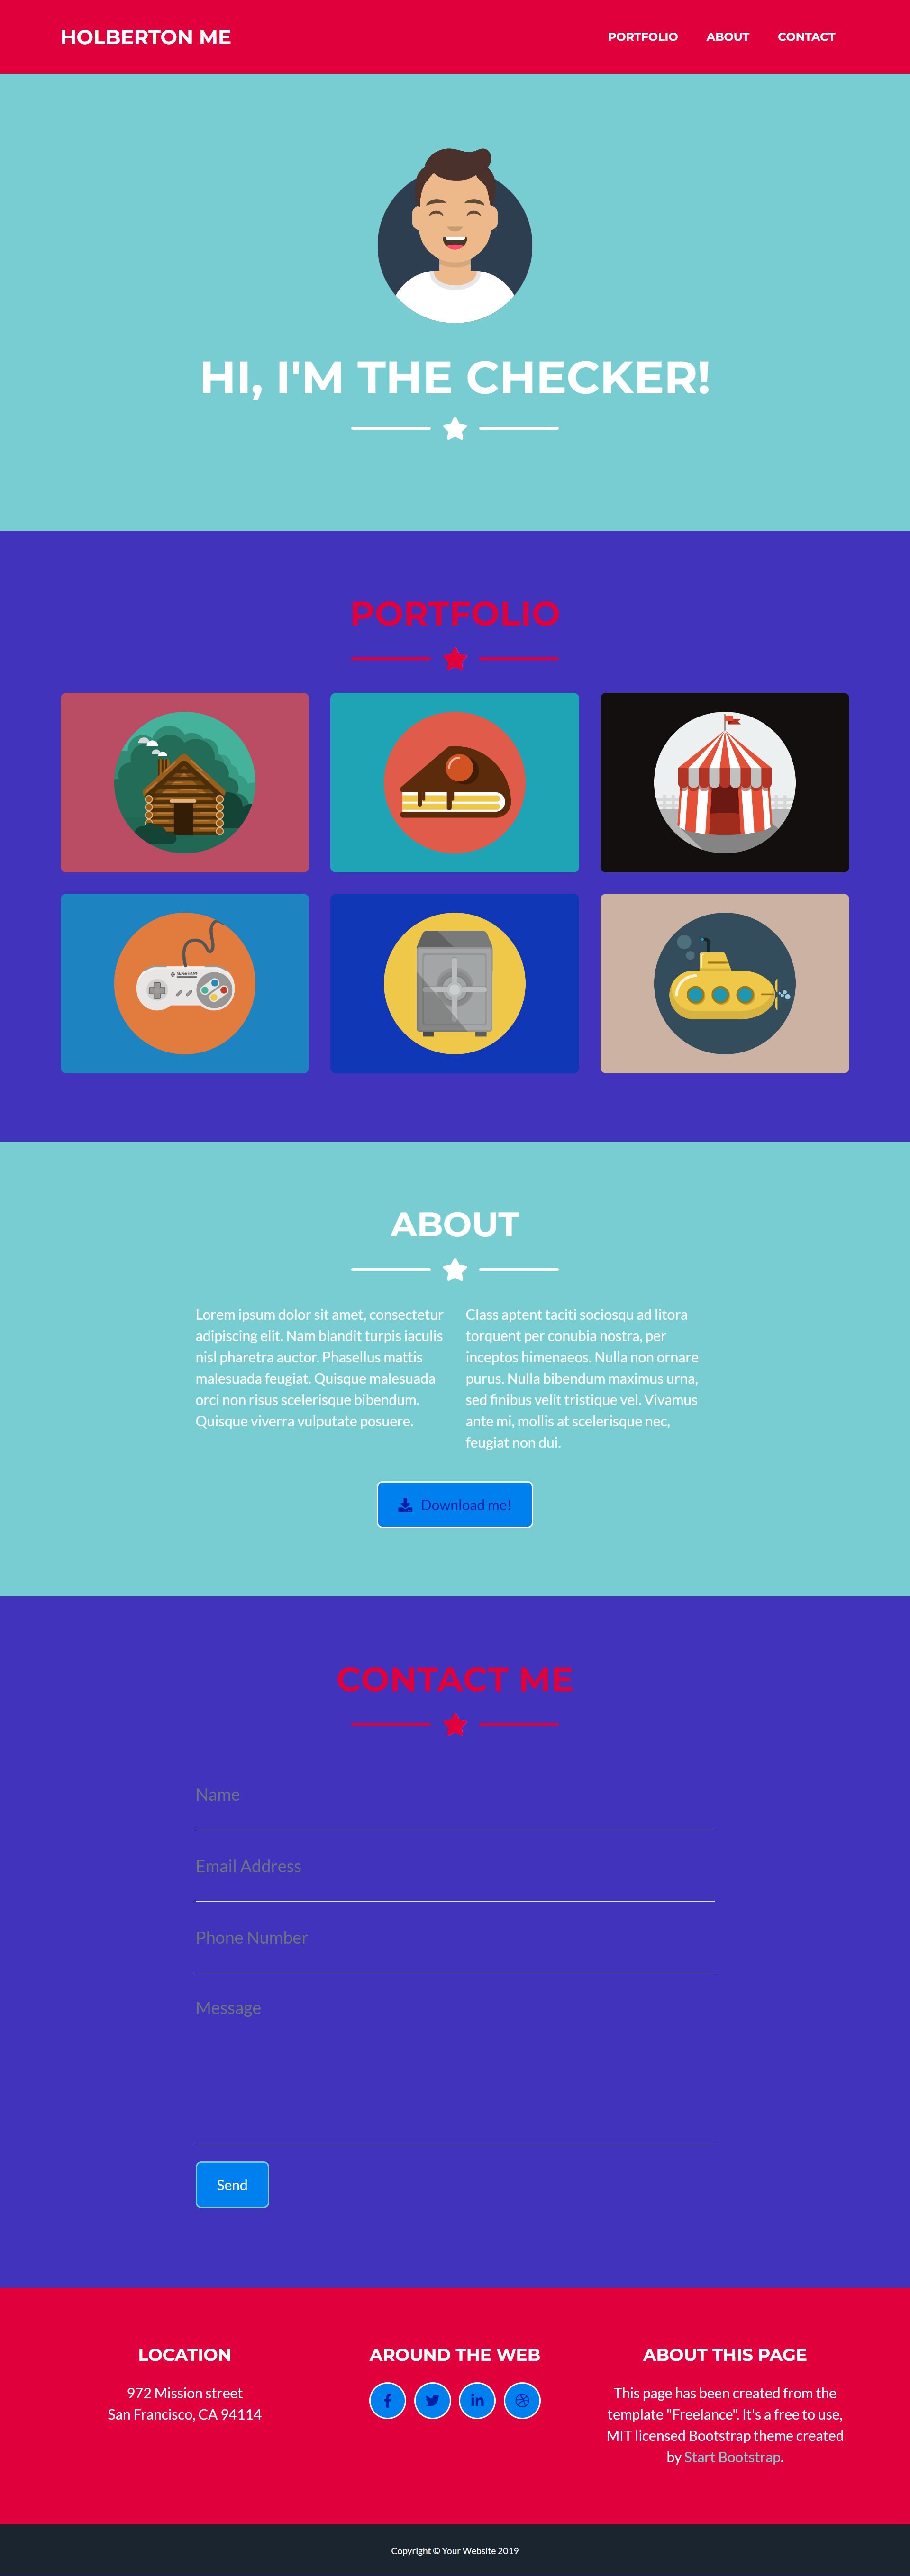 HOLBERTON ME
PORTFOLIO ABOUT CONTACT
HI, I'M THE CHECKER!
PORTFOLIO
SUPER GAME
ABOUT
Lorem ipsum dolor sit amet, consectetur
adipiscing elit. Nam blandit turpis iaculis
nisl pharetra auctor. Phasellus mattis
malesuada feugiat. Quisque malesuada
orci non risus scelerisque bibendum.
Quisque viverra vulputate posuere.
Class aptent taciti sociosqu ad litora
torquent per conubia nostra, per
inceptos himenaeos. Nulla non ornare
purus. Nulla bibendum maximus urna,
sed finibus velit tristique vel. Vivamus
ante mi, mollis at scelerisque nec,
feugiat non dui.
Download me!
CONTACT ME
Name
Email Address
Phone Number
Message
Send
LOCATION
972 Mission street
San Francisco, CA 94114
AROUND THE WEB
ABOUT THIS PAGE
This page has been created from the
template "Freelance". It's a free to use,
MIT licensed Bootstrap theme created
by Start Bootstrap.
Copyright © Your Website 2019